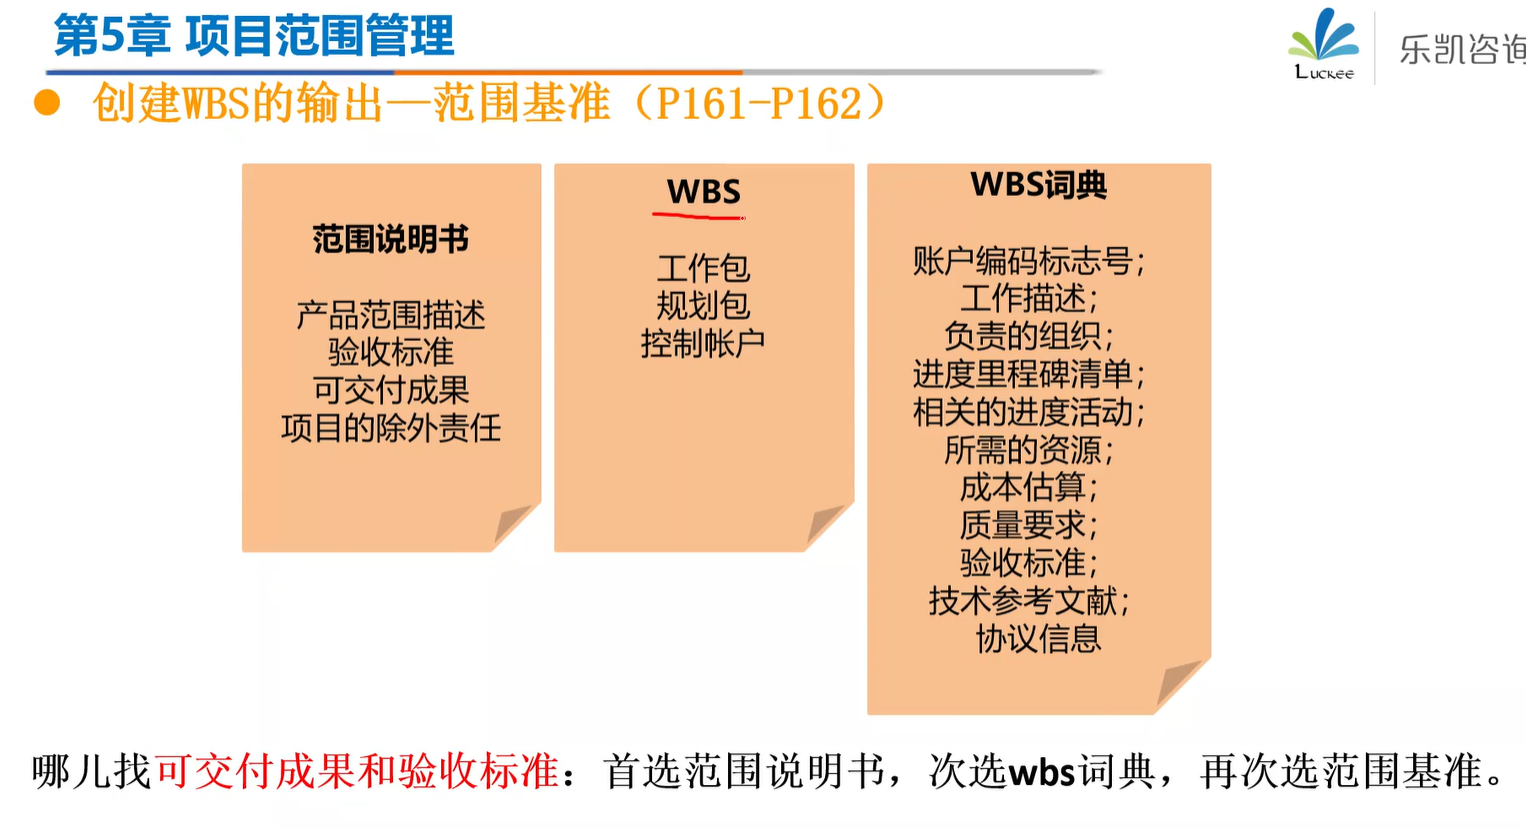 第5章 项目范围管理
Luckee
乐凯咨询
● 创建WBS的输出—范围基准（P161-P162）
范围说明书
产品范围描述
验收标准
可交付成果
项目的除外责任
WBS
工作包
规划包
控制帐户
WBS词典
账户编码标志号；
工作描述；
负责的组织；
进度里程碑清单；
相关的进度活动；
所需的资源；
成本估算；
质量要求；
验收标准；
技术参考文献；
协议信息
哪儿找可交付成果和验收标准：首选范围说明书，次选wbs词典，再次选范围基准。